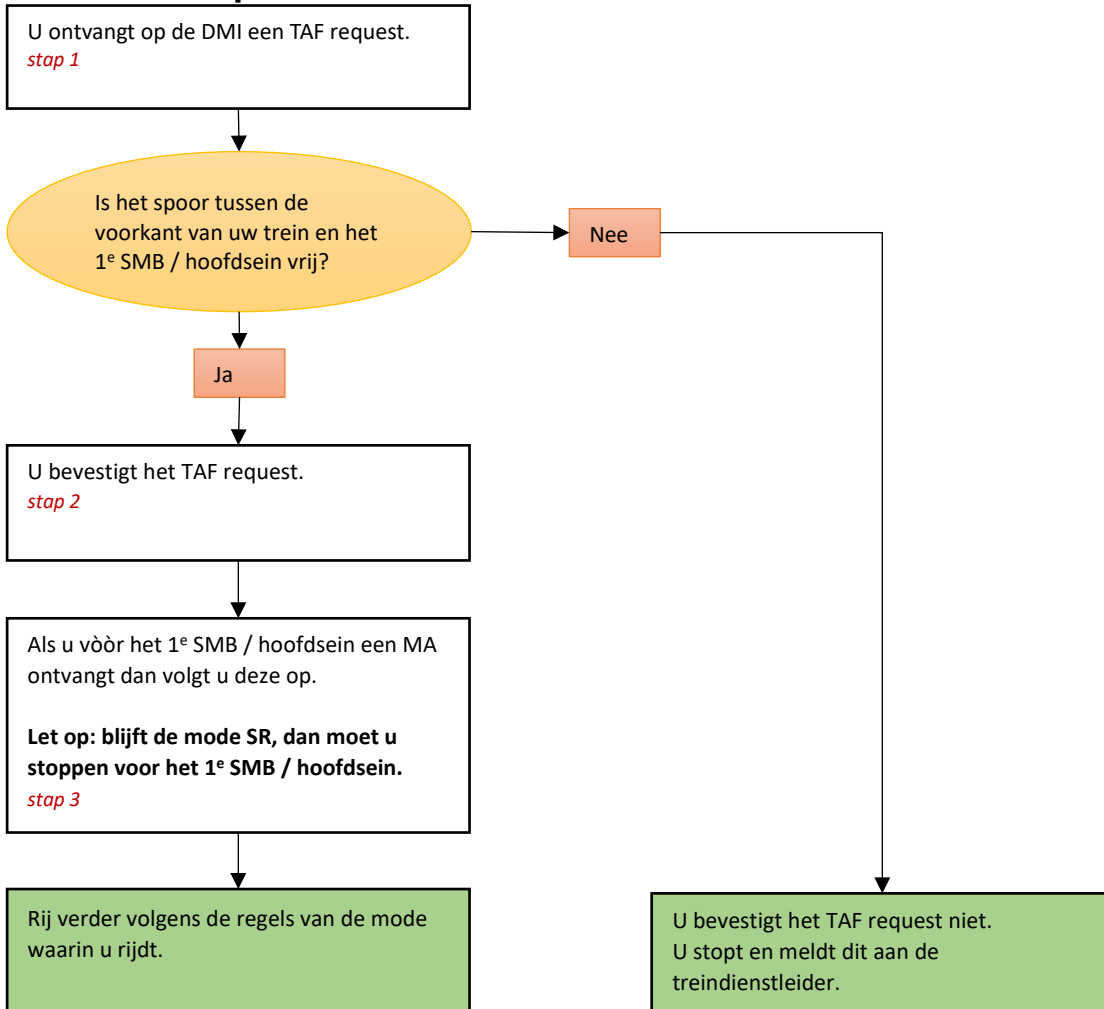 U ontvangt op de DMI een TAF request.
stap 1
Is het spoor tussen de
voorkant van uw trein en het
1e SMB / hoofdsein vrij?
Nee
Ja
U bevestigt het TAF request.
stap 2
Als u vòòr het 1e SMB / hoofdsein een MA
ontvangt dan volgt u deze op.
Let op: blijft de mode SR, dan moet u
stoppen voor het 1e SMB / hoofdsein.
stap 3
Rij verder volgens de regels van de mode
waarin u rijdt.
U bevestigt het TAF request niet.
U stopt en meldt dit aan de
treindienstleider.